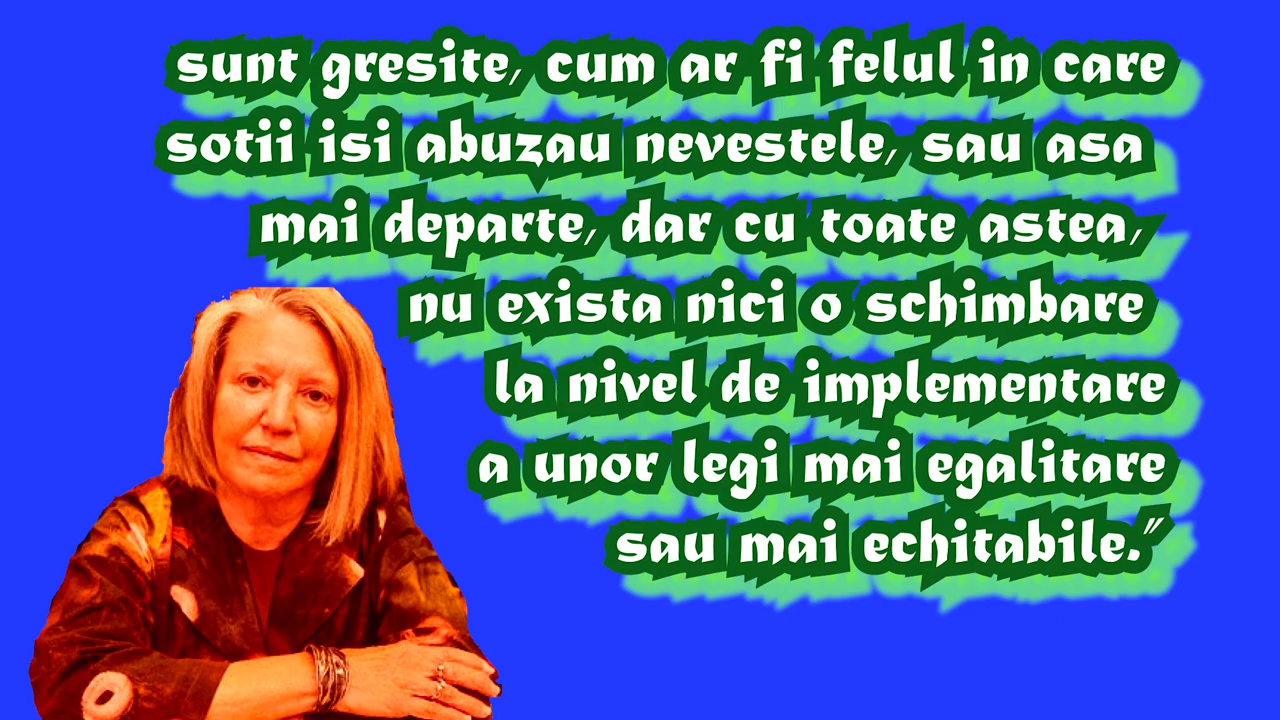 sunt gresite, cum ar fi felul in care
sotii isi abuzau nevestele, sau asa
mai departe, dar cu toate astea,
nu exista nici o schimbare
la nivel de implementare
a unor legi mai egalitare
sau mai echitabile."